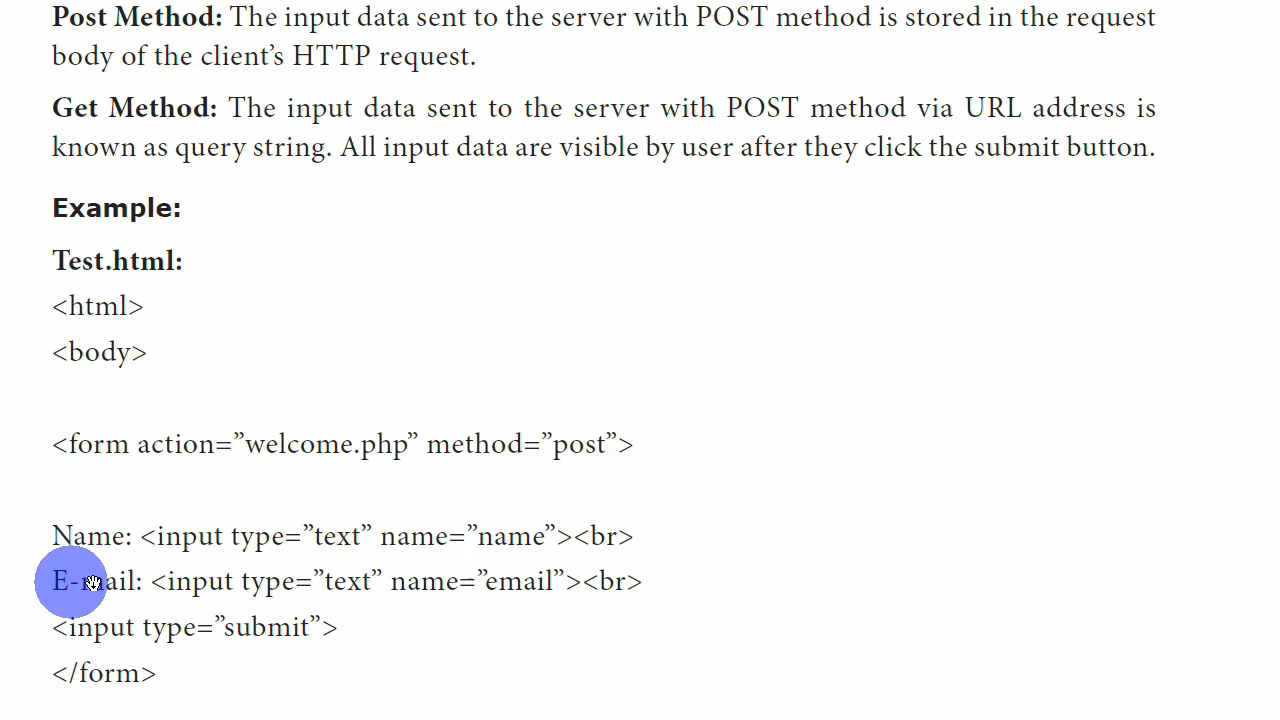 Post Method: The input data sent to the server with POST method is stored in the request
body of the client’s HTTP request.
Get Method: The input data sent to the server with POST method via URL address is
known as query string. All input data are visible by user after they click the submit button.
Example:
Test.html:
<html>
<body>
<form action=”welcome.php” method=”post”>
Name: <input type=”text” name=”name”><br>
E-mail: <input type=”text” name=”email”><br>
<input type=”submit”>
</form>